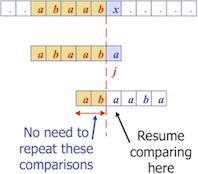 . . a b a a b x . . . . .
a b a a b a
j
a b a a b a
No need to
repeat these
comparisons
Resume
comparing
here